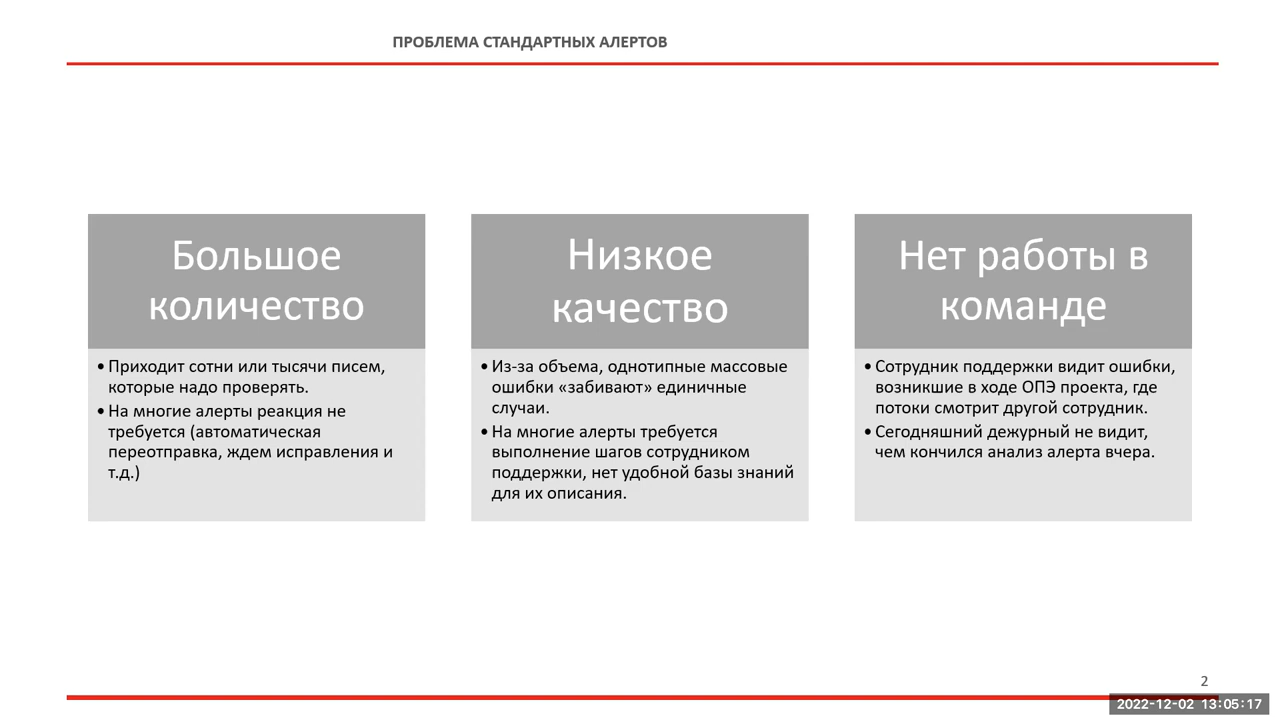 ПРОБЛЕМА СТАНДАРТНЫХ АЛЕРТОВ
Большое
количество
• Приходит сотни или тысячи писем,
которые надо проверять.
• На многие алерты реакция не
требуется (автоматическая
переотправка, ждем исправления и
т.д.)
Низкое
качество
• Из-за объема, однотипные массовые
ошибки «забивают» единичные
случаи.
• На многие алерты требуется
выполнение шагов сотрудником
поддержки, нет удобной базы знаний
для их описания.
Нет работы в
команде
• Сотрудник поддержки видит ошибки,
возникшие в ходе ОПЭ проекта, где
потоки смотрит другой сотрудник.
• Сегодняшний дежурный не видит,
чем кончился анализ алерта вчера.
2
2022-12-02 13:05:17